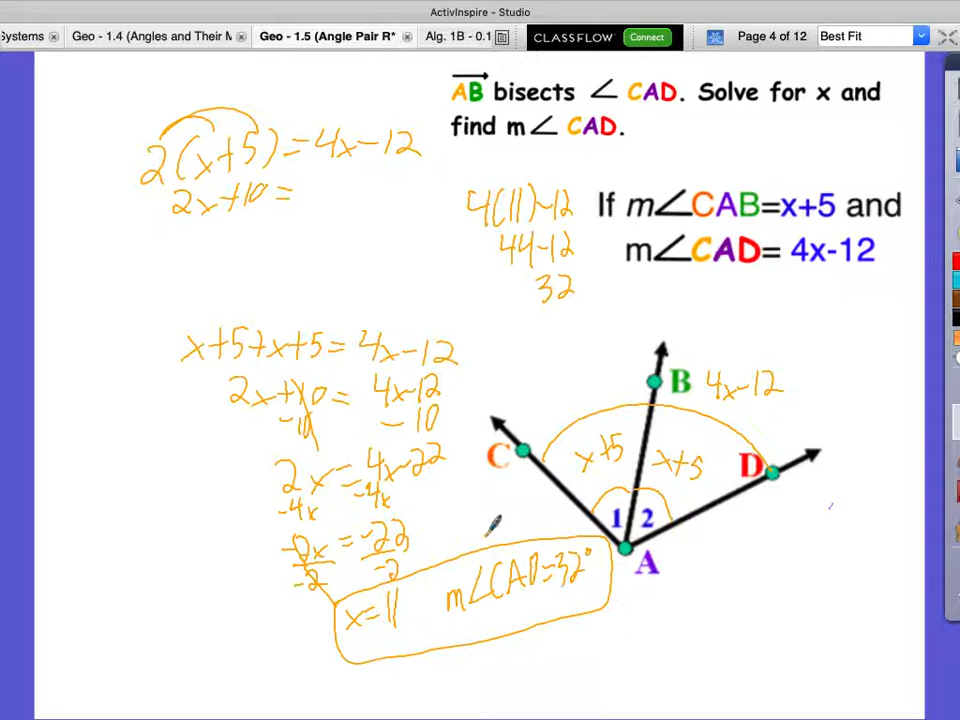 ActivInspire - Studio
Systems
Geo - 1.4 (Angles and Their M
Geo - 1.5 (Angle Pair R*
Alg. 1B - 0.1
CLASSFLOW Connect
Page 4 of 12
Best Fit
AB bisects ∠ CAD. Solve for x and
find m∠ CAD.
2(x+5)=4x-12
2x+10=
If m∠CAB=x+5 and
m∠CAD= 4x-12
4(11)-12
44-12
32
x+5+x+5=4x-12
2x+10=4x-12
-10 -10
2x=4x-22
-4x -4x
-2x=-22
-2 -2
x=11 m∠CAD=32°
B 4x-12
C
x+5 x+5
D
1 2
A